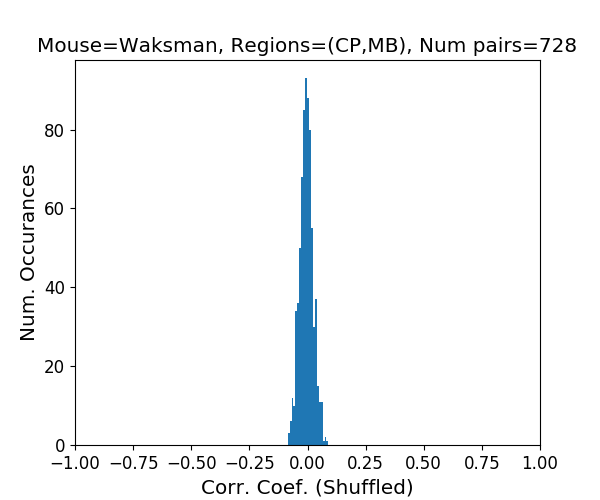 Mouse=Waksman, Regions=(CP,MB), Num pairs=728
Num. Occurances
80
60
40
20
0
−1.00 −0.75 −0.50 −0.25 0.00 0.25 0.50 0.75 1.00
Corr. Coef. (Shuffled)